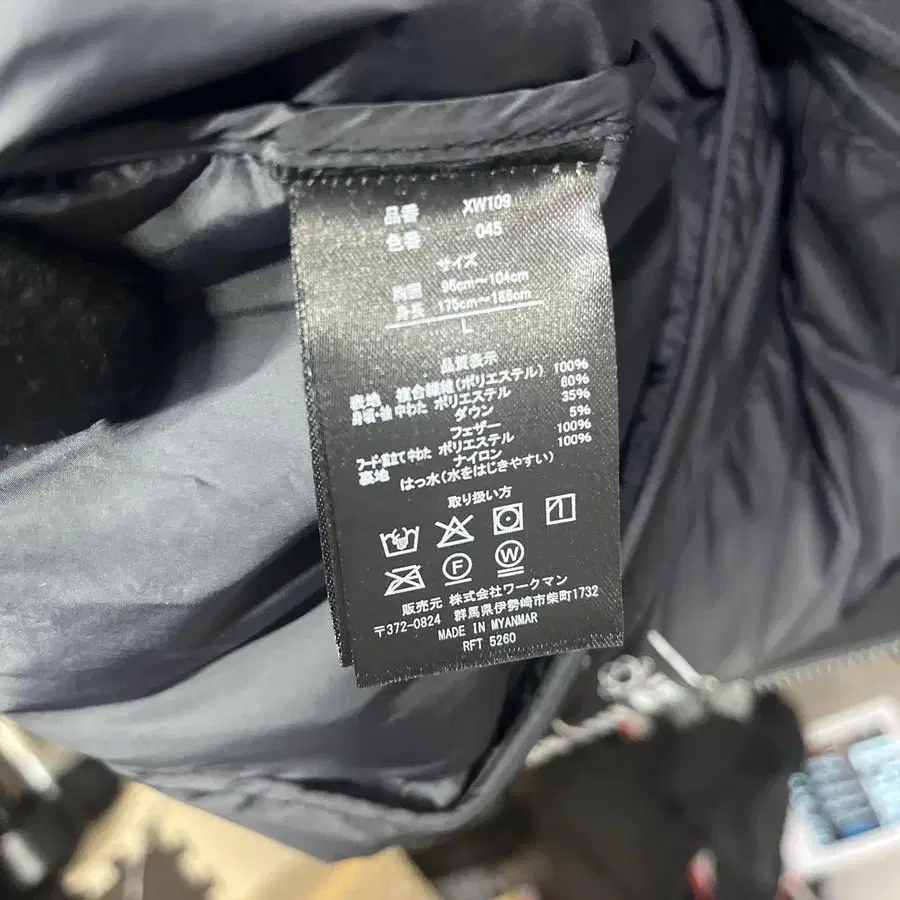 品番 XW109
色番 045
サイズ
胸囲 96cm～104cm
身長 175cm～185cm
L
品質表示
表地 複合繊維(ポリエステル) 100%
身頃・袖 中わた ポリエステル 60%
ダウン 35%
フェザー 5%
フード・前立て 中わた ポリエステル 100%
裏地 ナイロン 100%
はっ水(水をはじきやすい)
取り扱い方
F W
販売元 株式会社ワークマン
〒372-0824 群馬県伊勢崎市柴町1732
MADE IN MYANMAR
RFT 5260